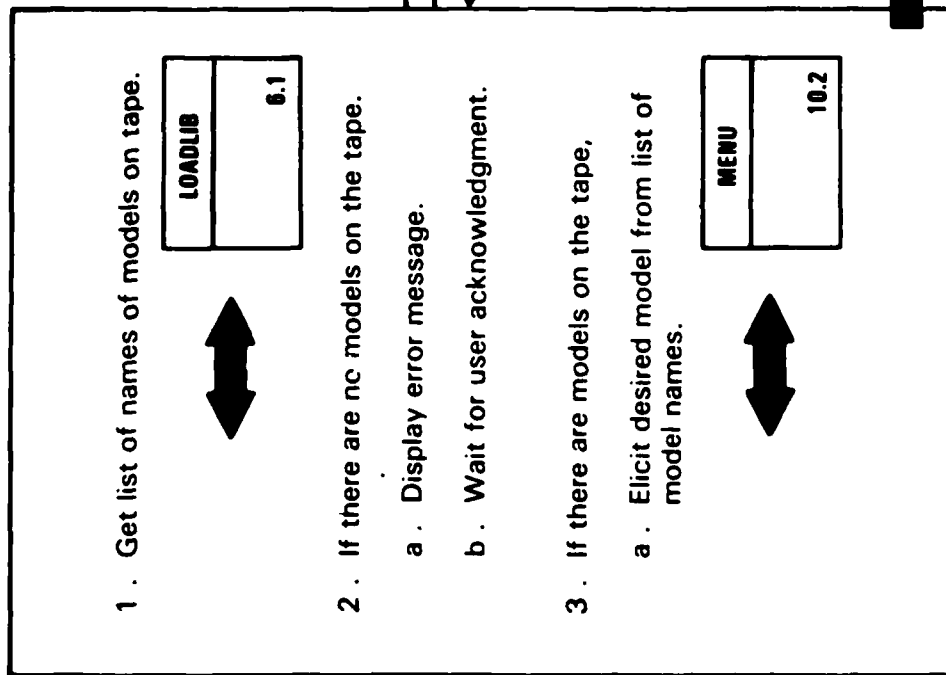 1 . Get list of names of models on tape.
LOADLIB
6.1
2 . If there are nc models on the tape.
a . Display error message.
b . Wait for user acknowledgment.
3 . If there are models on the tape,
a . Elicit desired model from list of
model names.
MENU
10.2